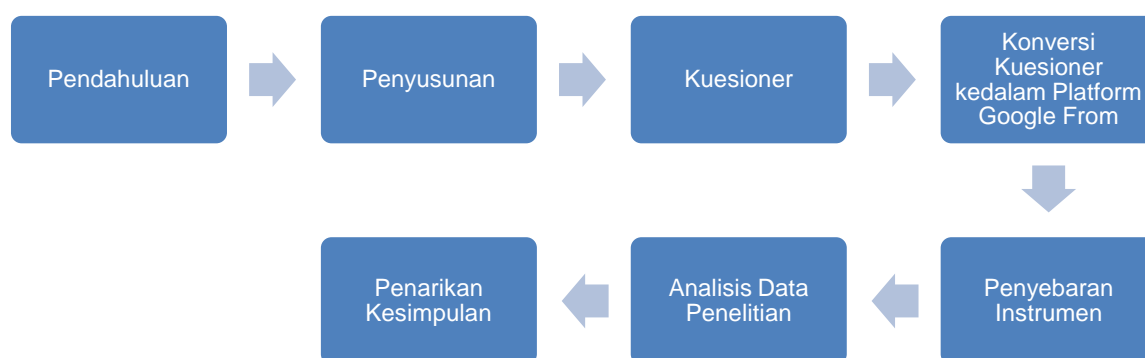 Pendahuluan
Penyusunan
Kuesioner
Konversi
Kuesioner
kedalam Platform
Google From
Penyebaran
Instrumen
Analisis Data
Penelitian
Penarikan
Kesimpulan